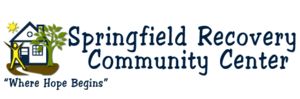 Springfield Recovery
Community Center
"Where Hope Begins"